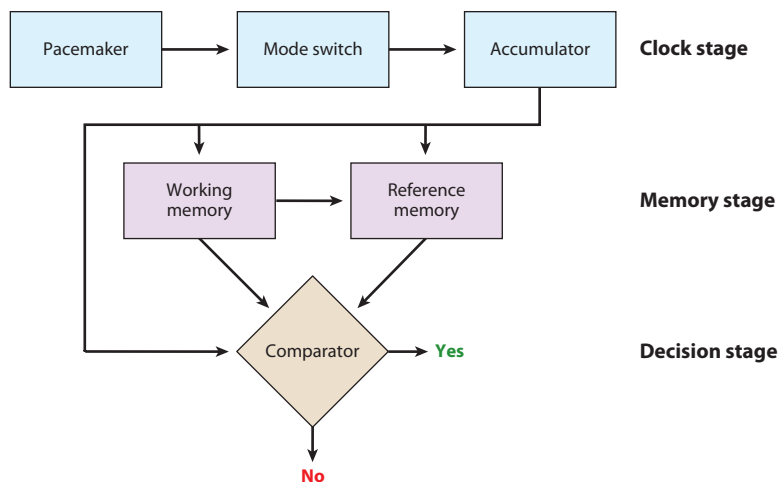 Pacemaker
Mode switch
Accumulator
Clock stage
Working
memory
Reference
memory
Memory stage
Comparator
Yes
Decision stage
No